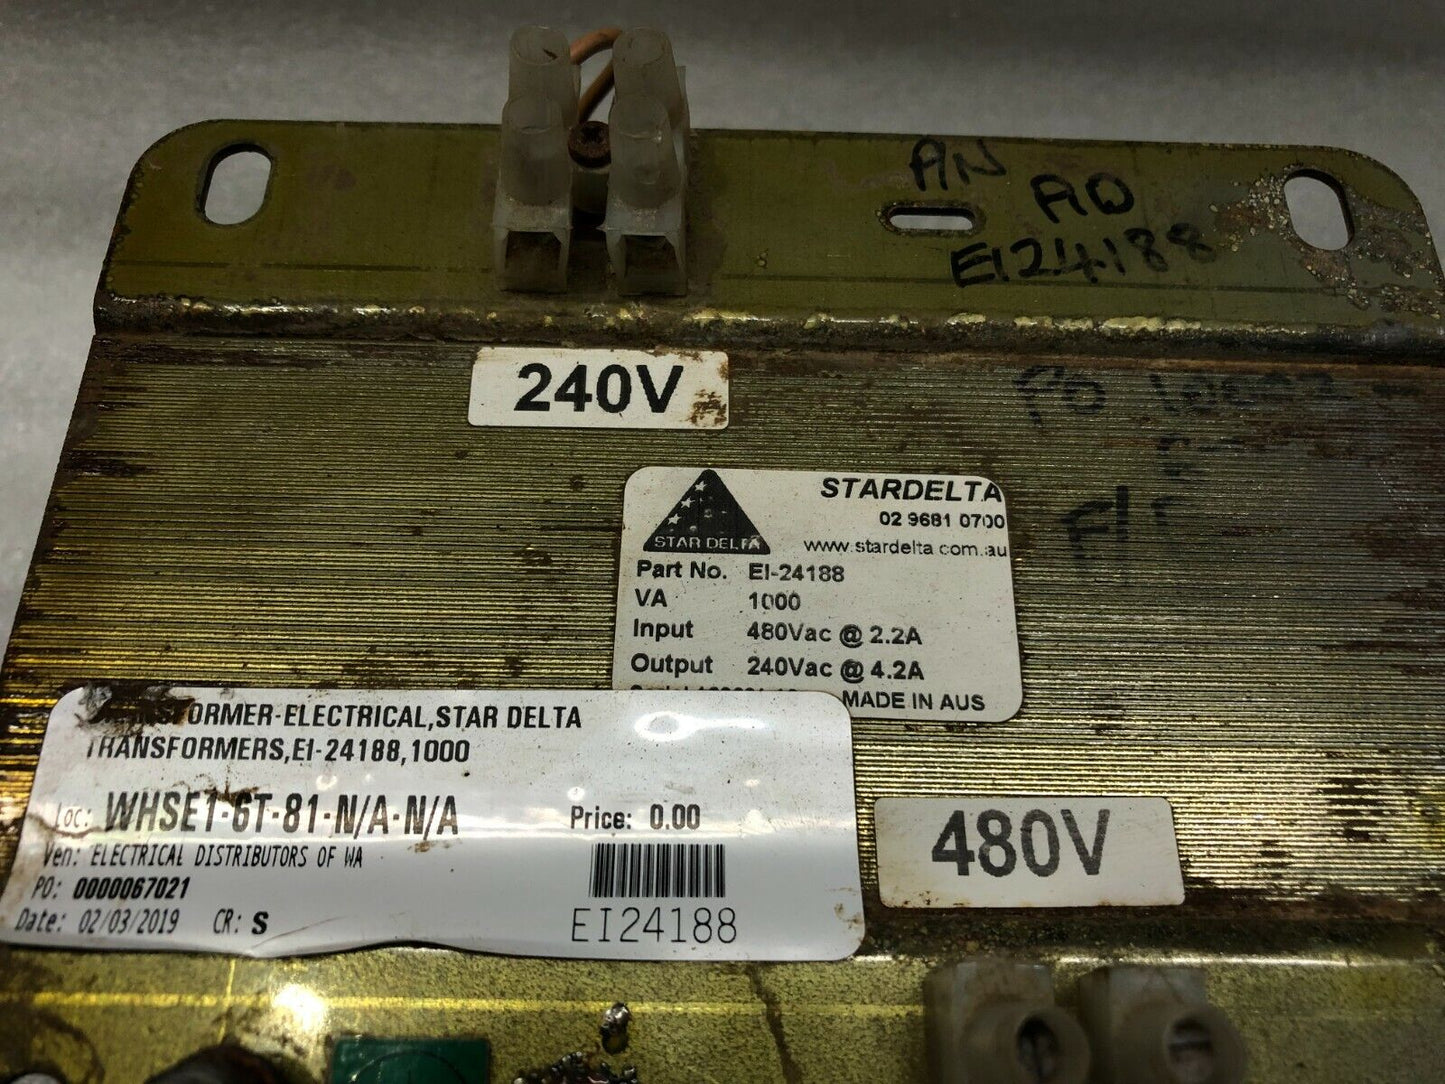 AN
AO
EI24188
240V
PO
STARDELTA
02 9681 0700
www.stardelta.com.au
STAR DELTA
Part No. EI-24188
VA 1000
Input 480Vac @ 2.2A
Output 240Vac @ 4.2A
MADE IN AUS
TRANSFORMER-ELECTRICAL,STAR DELTA
TRANSFORMERS,EI-24188,1000
Loc: WHSE1-6T-81-N/A-N/A
Price: 0.00
Ven: ELECTRICAL DISTRIBUTORS OF WA
PO: 0000067021
Date: 02/03/2019 CR: S
EI24188
480V